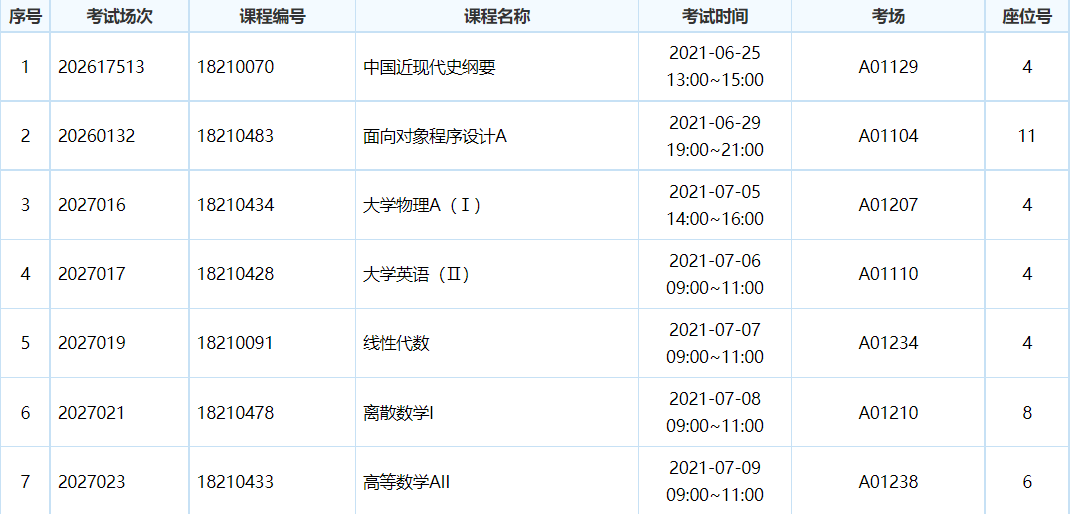 序号 考试场次 课程编号 课程名称 考试时间 考场 座位号
1 202617513 18210070 中国近现代史纲要 2021-06-25 13:00~15:00 A01129 4
2 20260132 18210483 面向对象程序设计A 2021-06-29 19:00~21:00 A01104 11
3 2027016 18210434 大学物理A（Ⅰ） 2021-07-05 14:00~16:00 A01207 4
4 2027017 18210428 大学英语（Ⅱ） 2021-07-06 09:00~11:00 A01110 4
5 2027019 18210091 线性代数 2021-07-07 09:00~11:00 A01234 4
6 2027021 18210478 离散数学I 2021-07-08 09:00~11:00 A01210 8
7 2027023 18210433 高等数学AII 2021-07-09 09:00~11:00 A01238 6